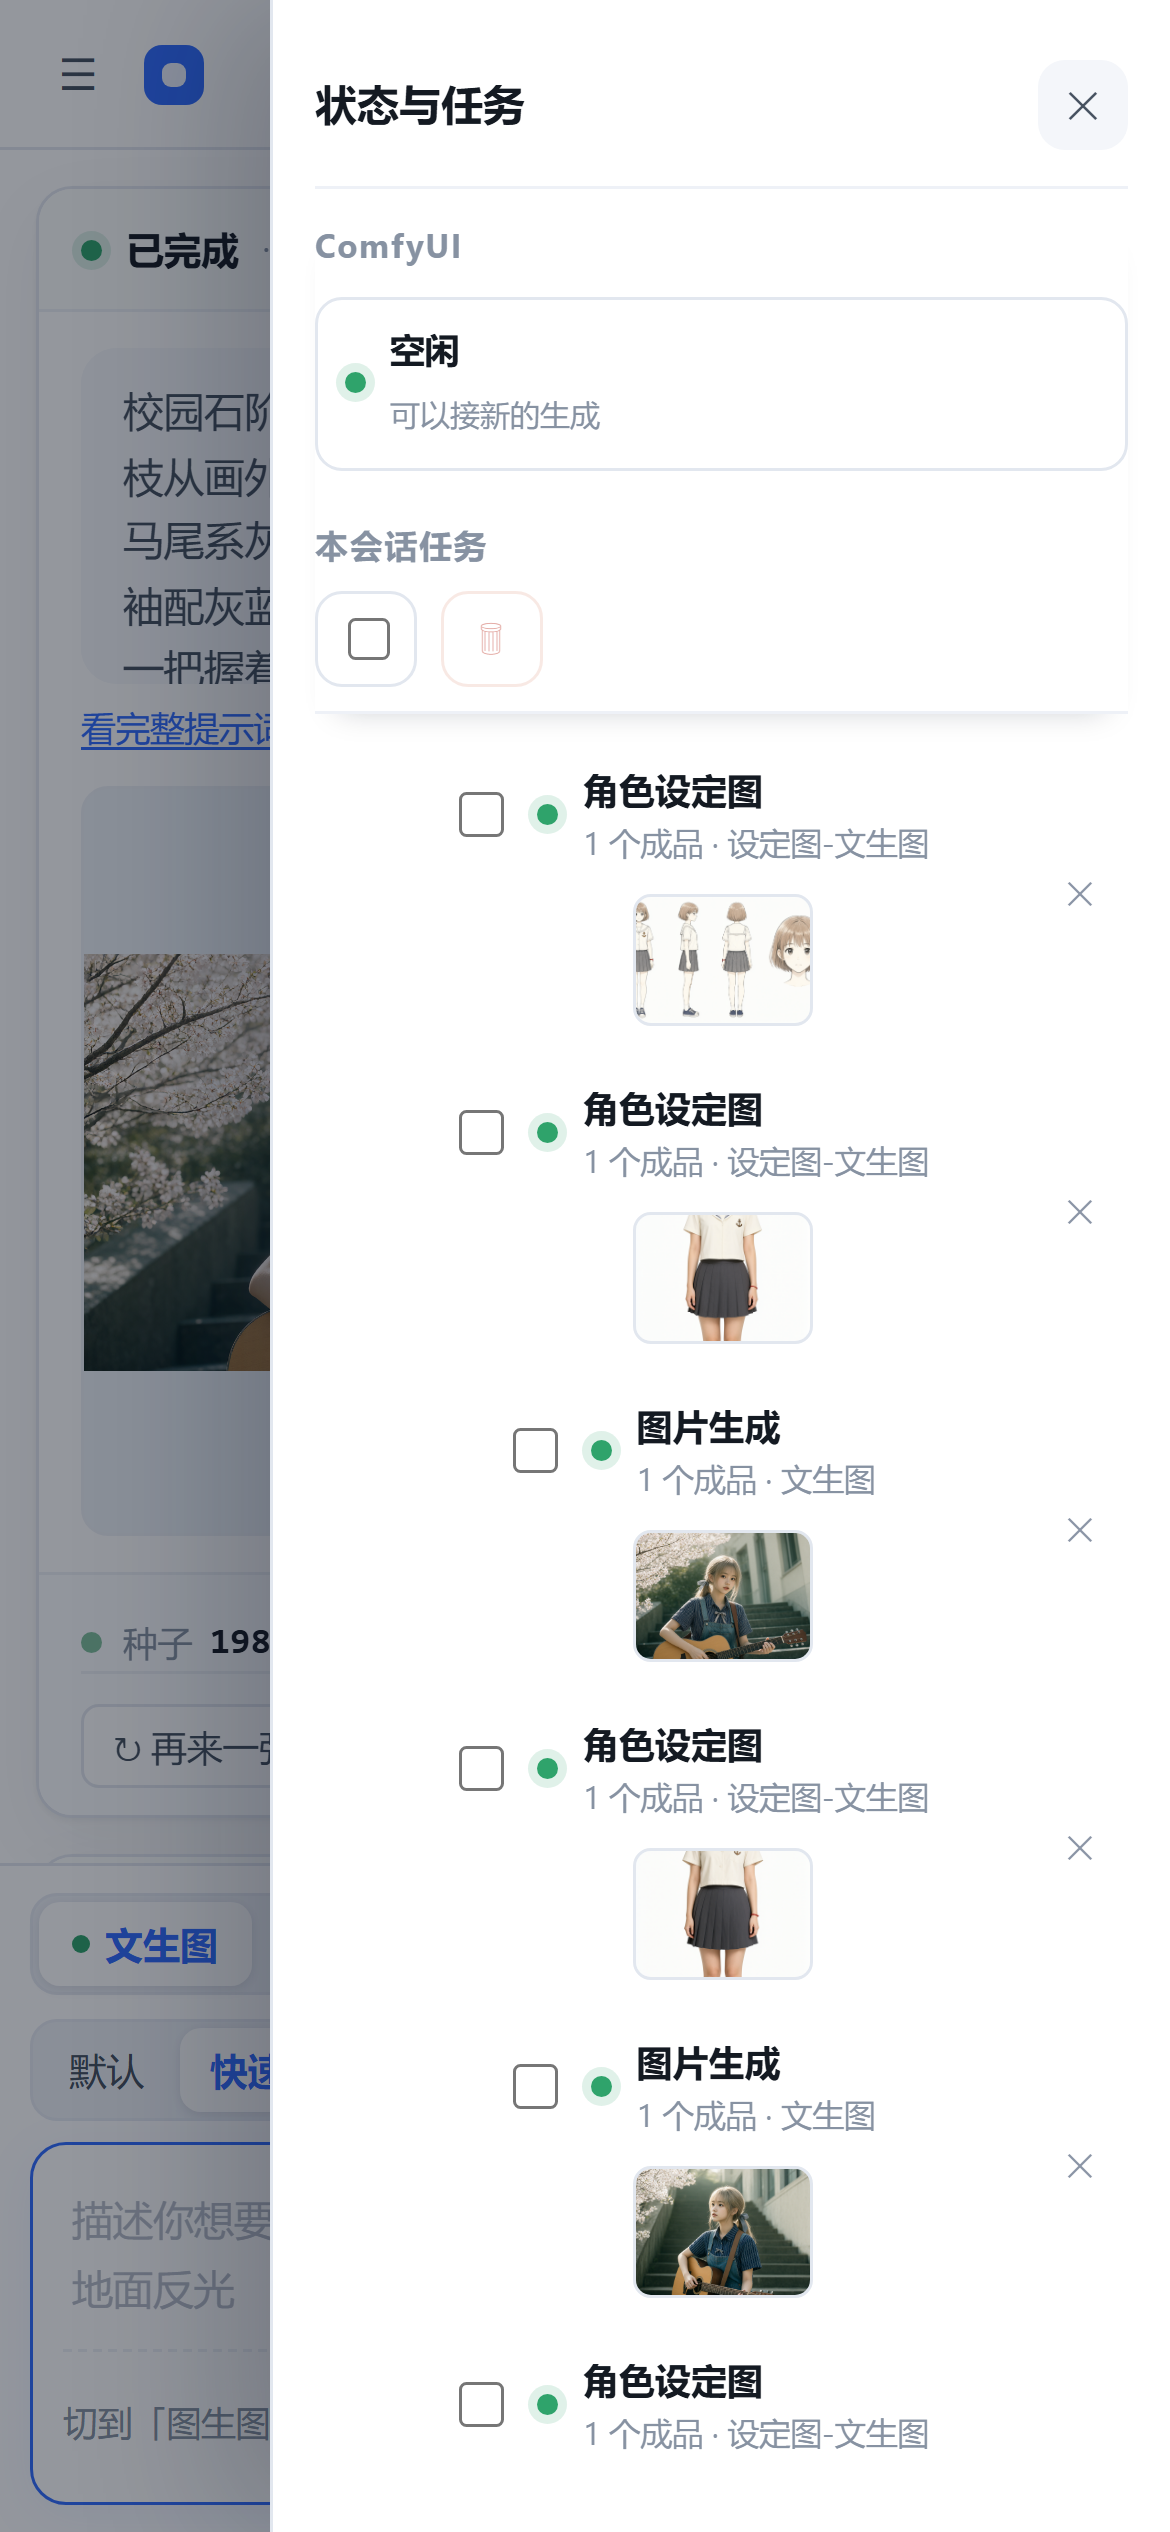 状态与任务
ComfyUI
空闲
可以接新的生成
本会话任务
角色设定图
1 个成品 · 设定图-文生图
角色设定图
1 个成品 · 设定图-文生图
图片生成
1 个成品 · 文生图
角色设定图
1 个成品 · 设定图-文生图
图片生成
1 个成品 · 文生图
角色设定图
1 个成品 · 设定图-文生图
已完成 ·
校园石阶
枝从画外
马尾系灰
袖配灰蓝
一把握着
看完整提示词
种子 198
再来一张
文生图
默认
快速
描述你想要
地面反光
切到「图生图